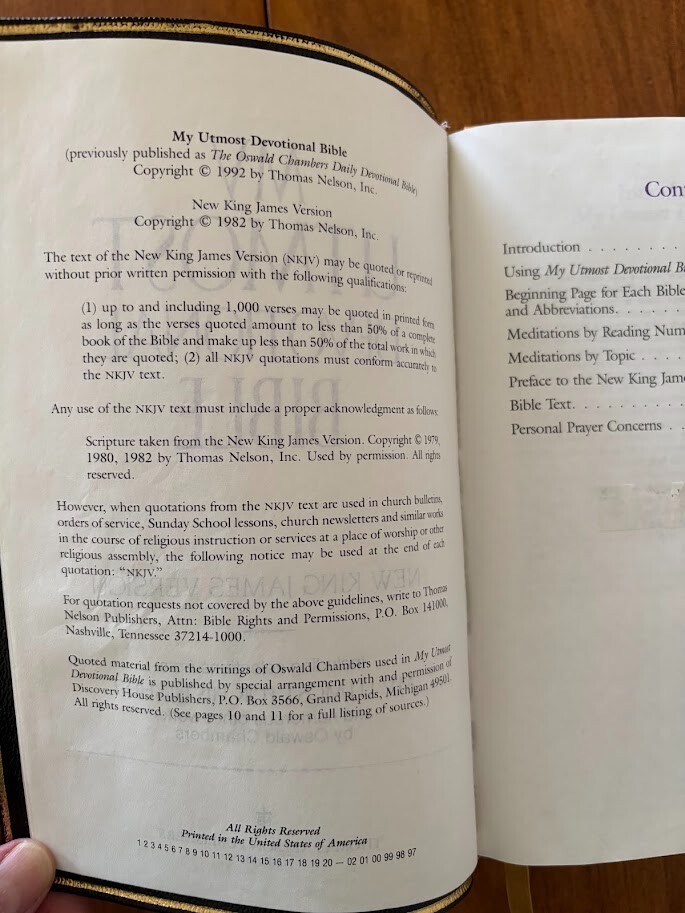 My Utmost Devotional Bible
(previously published as The Oswald Chambers Daily Devotional Bible)
Copyright © 1992 by Thomas Nelson, Inc.
New King James Version
Copyright © 1982 by Thomas Nelson, Inc.
The text of the New King James Version (NKJV) may be quoted or reprinted
without prior written permission with the following qualifications:
(1) up to and including 1,000 verses may be quoted in printed form
as long as the verses quoted amount to less than 50% of a complete
book of the Bible and make up less than 50% of the total work in which
they are quoted; (2) all NKJV quotations must conform accurately to
the NKJV text.
Any use of the NKJV text must include a proper acknowledgment as follows:
Scripture taken from the New King James Version. Copyright © 1979,
1980, 1982 by Thomas Nelson, Inc. Used by permission. All rights
reserved.
However, when quotations from the NKJV text are used in church bulletins,
orders of service, Sunday School lessons, church newsletters and similar works
in the course of religious instruction or services at a place of worship or other
religious assembly, the following notice may be used at the end of each
quotation: “NKJV.”
For quotation requests not covered by the above guidelines, write to Thomas
Nelson Publishers, Attn: Bible Rights and Permissions, P.O. Box 141000,
Nashville, Tennessee 37214-1000.
Quoted material from the writings of Oswald Chambers used in My Utmost
Devotional Bible is published by special arrangement with and permission of
Discovery House Publishers, P.O. Box 3566, Grand Rapids, Michigan 49501.
All rights reserved. (See pages 10 and 11 for a full listing of sources.)
All Rights Reserved
Printed in the United States of America
1 2 3 4 5 6 7 8 9 10 11 12 13 14 15 16 17 18 19 20 — 02 01 00 99 98 97
Con
Introduction . . . . . . . .
Using My Utmost Devotional B
Beginning Page for Each Bible
and Abbreviations. . . . . .
Meditations by Reading Num
Meditations by Topic . . . .
Preface to the New King Jam
Bible Text. . . . . . . . .
Personal Prayer Concerns . .